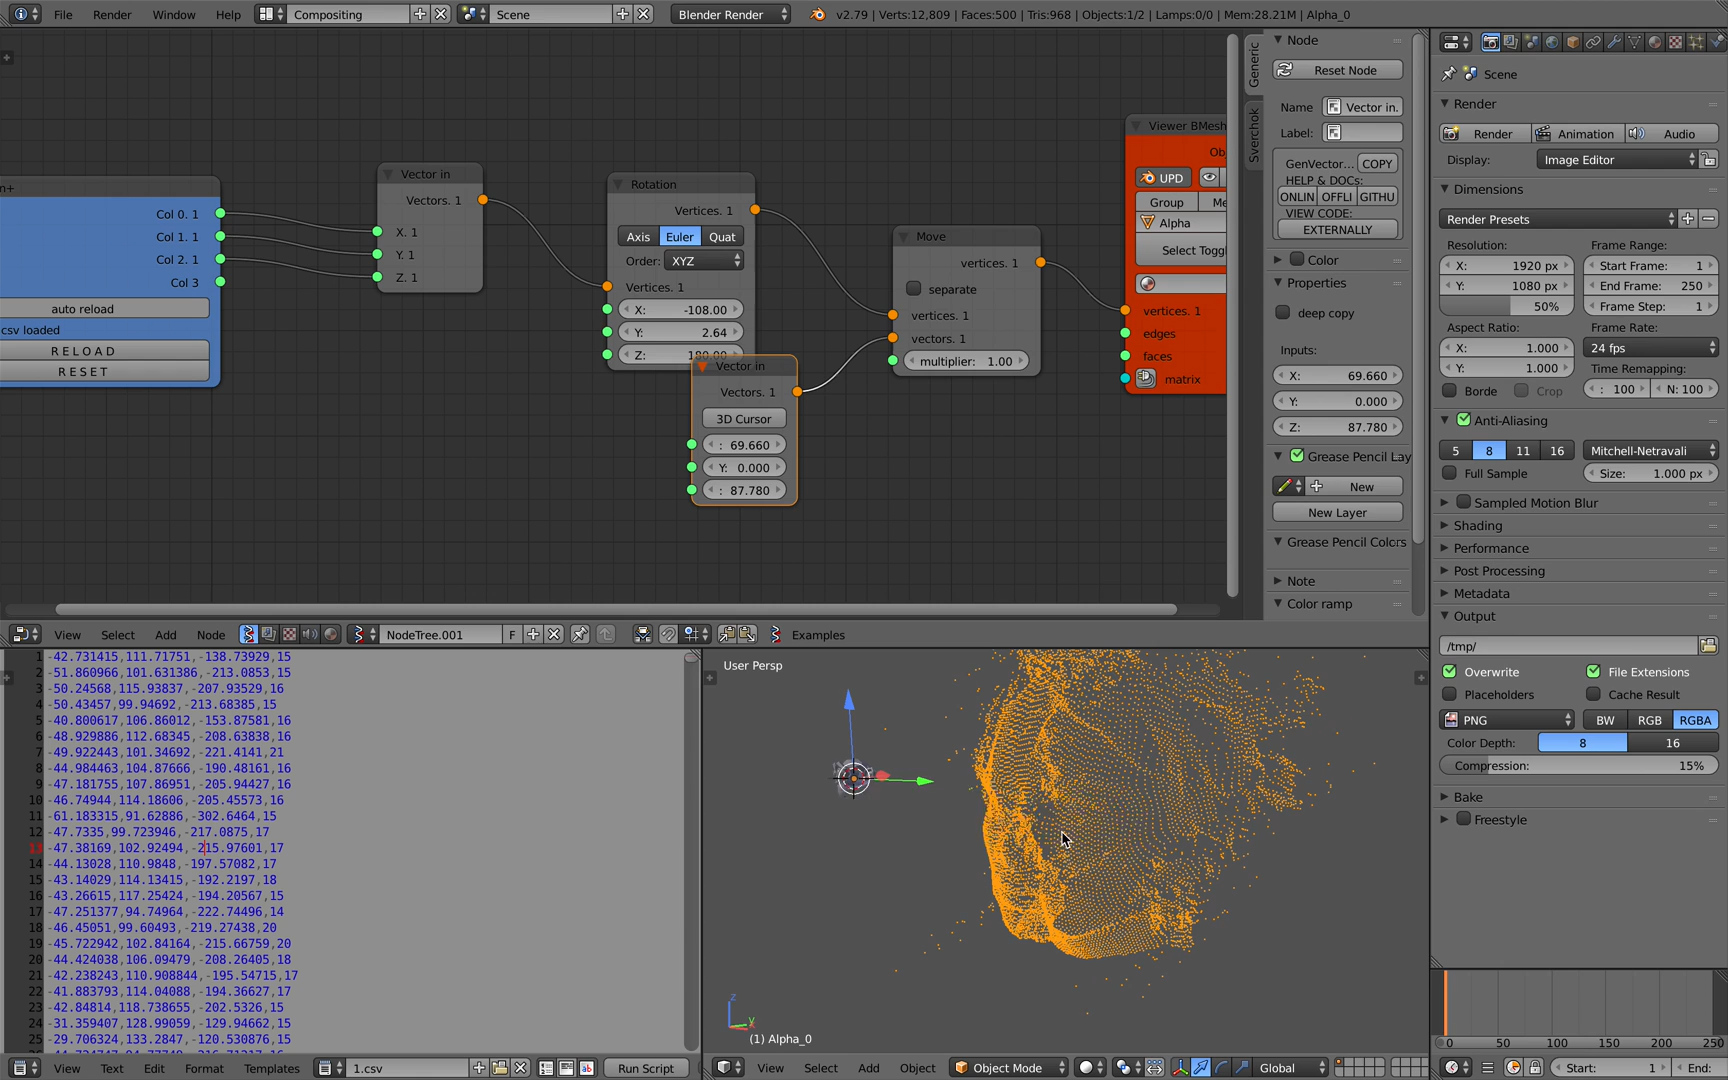 File Render Window Help Compositing Scene Blender Render v2.79 | Verts:12,809 | Faces:500 | Tris:968 | Objects:1/2 | Lamps:0/0 | Mem:28.21M | Alpha_0
n+
Col 0. 1
Col 1. 1
Col 2. 1
Col 3
auto reload
csv loaded
RELOAD
RESET
Vector in
Vectors. 1
X. 1
Y. 1
Z. 1
Rotation
Vertices. 1
Axis Euler Quat
Order: XYZ
Vertices. 1
X: -108.00
Y: 2.64
Z: 180.00
Vector in
Vectors. 1
3D Cursor
: 69.660
Y: 0.000
: 87.780
Move
vertices. 1
separate
vertices. 1
vectors. 1
multiplier: 1.00
Viewer BMesh
Ob
UPD
Group Me
Alpha
Select Toggl
vertices. 1
edges
faces
matrix
Generic
Sverchok
Node
Reset Node
Name Vector in.
Label:
GenVector... COPY
HELP & DOCs:
ONLIN OFFLI GITHU
VIEW CODE:
EXTERNALLY
Color
Properties
deep copy
Inputs:
X: 69.660
Y: 0.000
Z: 87.780
Grease Pencil Lay
New
New Layer
Grease Pencil Colors
Note
Color ramp
Scene
Render
Render Animation Audio
Display: Image Editor
Dimensions
Render Presets
Resolution: Frame Range:
X: 1920 px Start Frame: 1
Y: 1080 px End Frame: 250
50% Frame Step: 1
Aspect Ratio: Frame Rate:
X: 1.000 24 fps
Y: 1.000 Time Remapping:
Borde Crop : 100 N: 100
Anti-Aliasing
5 8 11 16 Mitchell-Netravali
Full Sample Size: 1.000 px
Sampled Motion Blur
Shading
Performance
Post Processing
Metadata
Output
/tmp/
Overwrite File Extensions
Placeholders Cache Result
PNG BW RGB RGBA
Color Depth: 8 16
Compression: 15%
Bake
Freestyle
View Select Add Node NodeTree.001 F Examples
1 -42.731415,111.71751,-138.73929,15
2 -51.860966,101.631386,-213.0853,15
3 -50.24568,115.93837,-207.93529,16
4 -50.43457,99.94692,-213.68385,15
5 -40.800617,106.86012,-153.87581,16
6 -48.929886,112.68345,-208.63838,16
7 -49.922443,101.34692,-221.4141,21
8 -44.984463,104.87666,-190.48161,16
9 -47.181755,107.86951,-205.94427,16
10 -46.74944,114.18606,-205.45573,16
11 -61.183315,91.62886,-302.6464,15
12 -47.7335,99.723946,-217.0875,17
13 -47.38169,102.92494,-215.97601,17
14 -44.13028,110.9848,-197.57082,17
15 -43.14029,114.13415,-192.2197,18
16 -43.26615,117.25424,-194.20567,15
17 -47.251377,94.74964,-222.74496,14
18 -46.45051,99.60493,-219.27438,20
19 -45.722942,102.84164,-215.66759,20
20 -44.424038,106.09479,-208.26405,18
21 -42.238243,110.908844,-195.54715,17
22 -41.883793,114.04088,-194.36627,17
23 -42.84814,118.738655,-202.5326,15
24 -31.359407,128.99059,-129.94662,15
25 -29.706324,133.2847,-120.530876,15
User Persp
z
y
(1) Alpha_0
0 50 100 150 200 250
View Text Edit Format Templates 1.csv Run Script
View Select Add Object Object Mode Global
Start: 1 End: